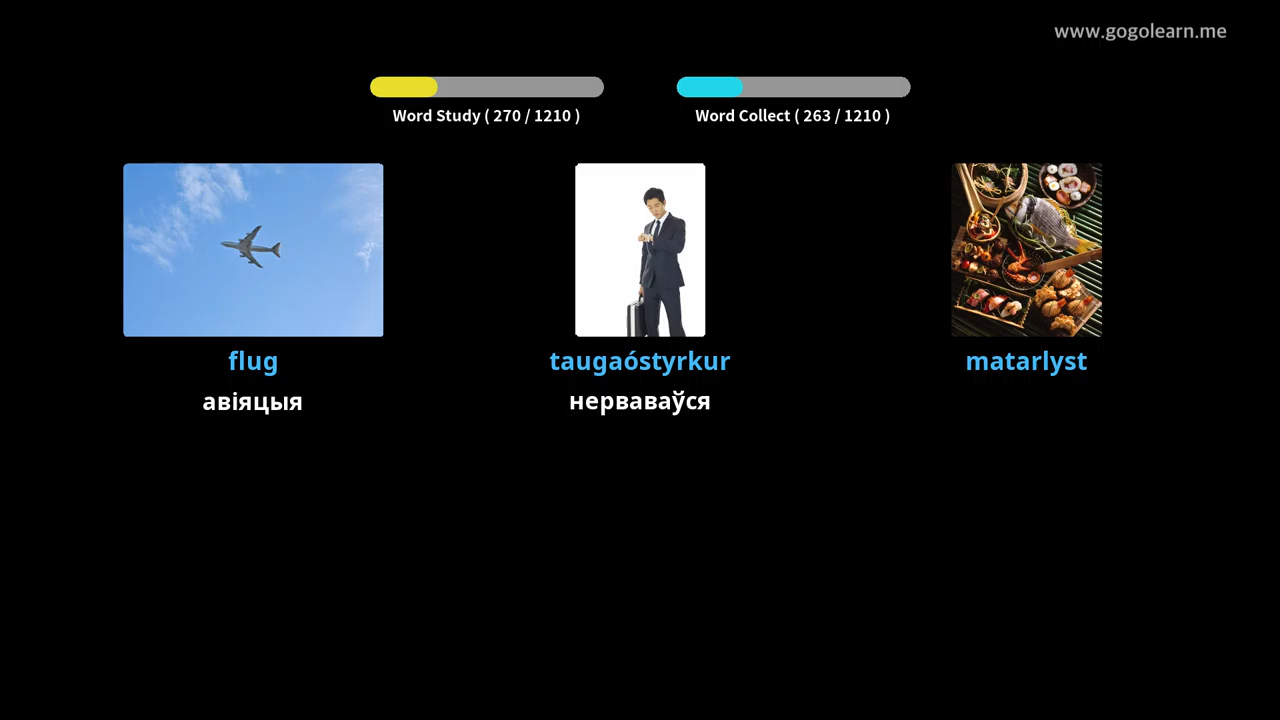 www.gogolearn.me
Word Study ( 270 / 1210 )
Word Collect ( 263 / 1210 )
flug
taugaóstyrkur
matarlyst
авіяцыя
нерваваўся